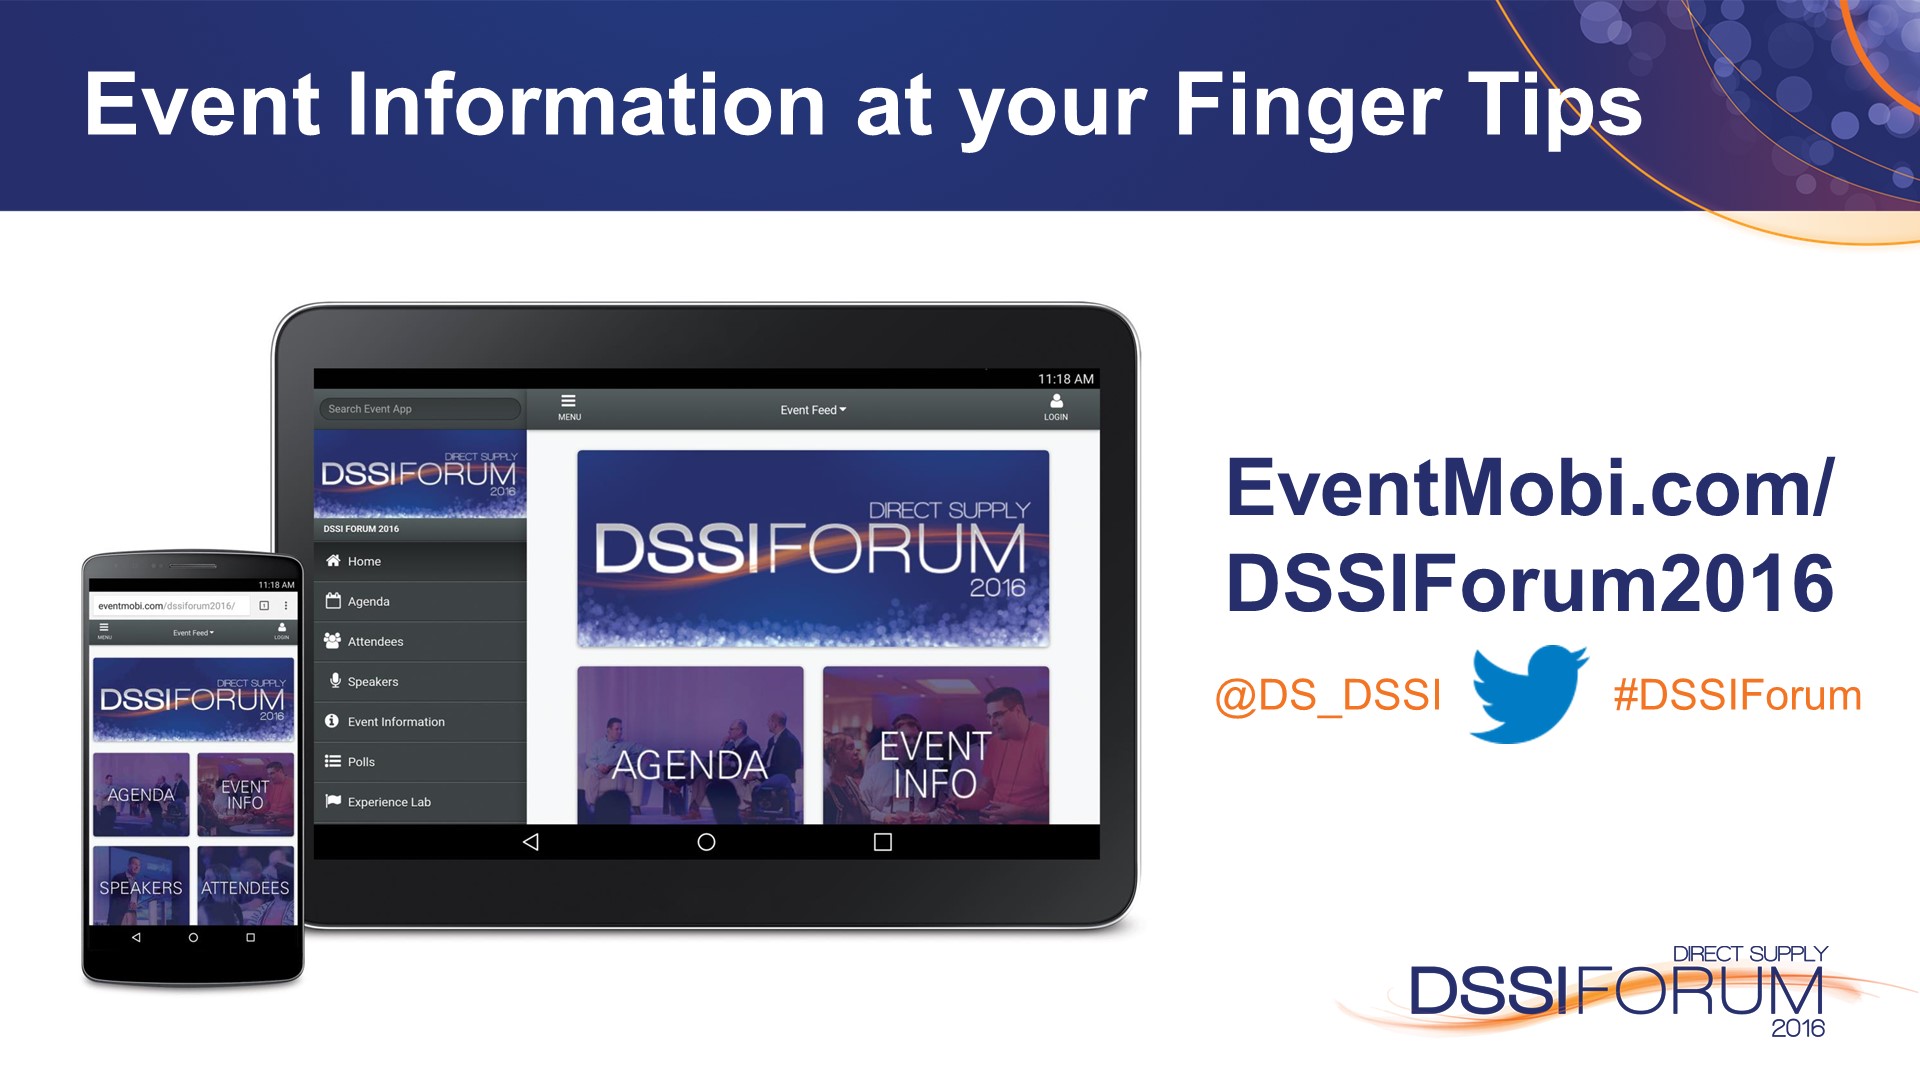 Event Information at your Finger Tips
11:18 AM
Search Event App
MENU
Event Feed
LOGIN
DIRECT SUPPLY
DSSIFORUM
2016
DSSI FORUM 2016
Home
Agenda
Attendees
Speakers
Event Information
Polls
Experience Lab
DIRECT SUPPLY
DSSIFORUM
2016
AGENDA
EVENT
INFO
11:18 AM
eventmobi.com/dssiforum2016/
1
MENU
Event Feed
LOGIN
DIRECT SUPPLY
DSSIFORUM
2016
AGENDA
EVENT
INFO
SPEAKERS
ATTENDEES
EventMobi.com/
DSSIForum2016
@DS_DSSI
#DSSIForum
DIRECT SUPPLY
DSSIFORUM
2016